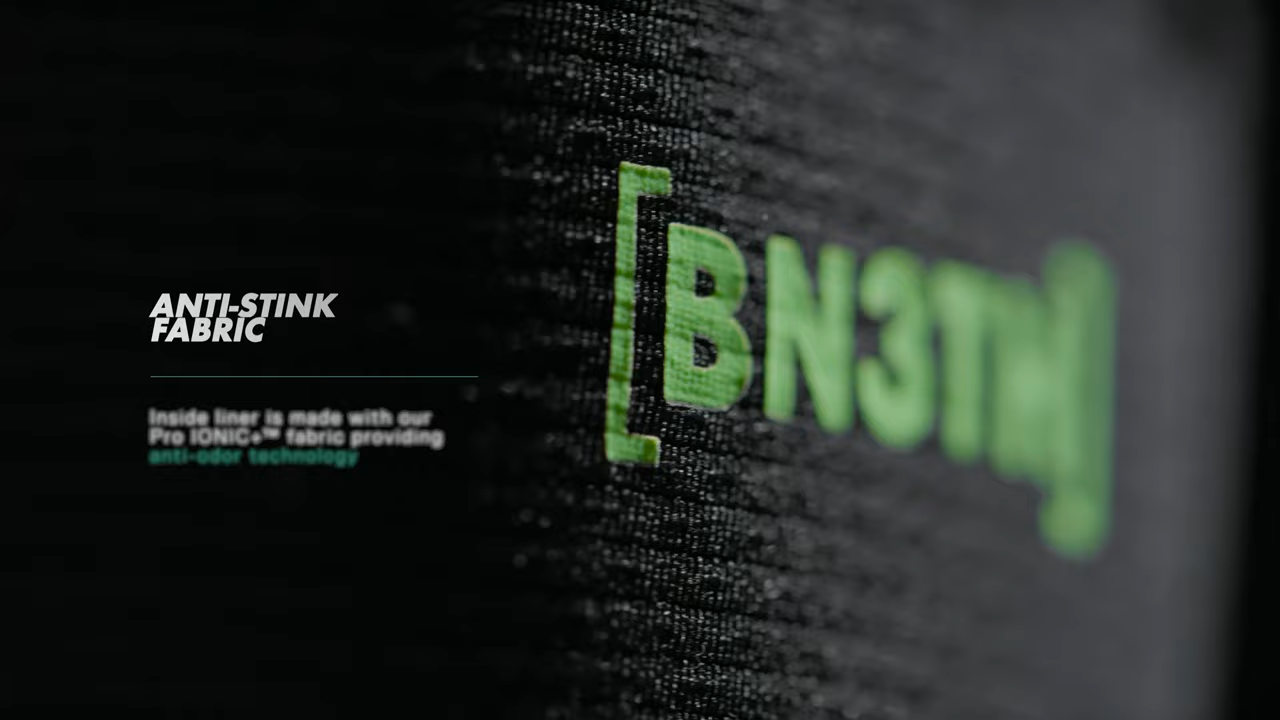 ANTI-STINK
FABRIC
Inside liner is made with our
Pro IONIC+™ fabric providing
anti-odor technology
[BN3TH]